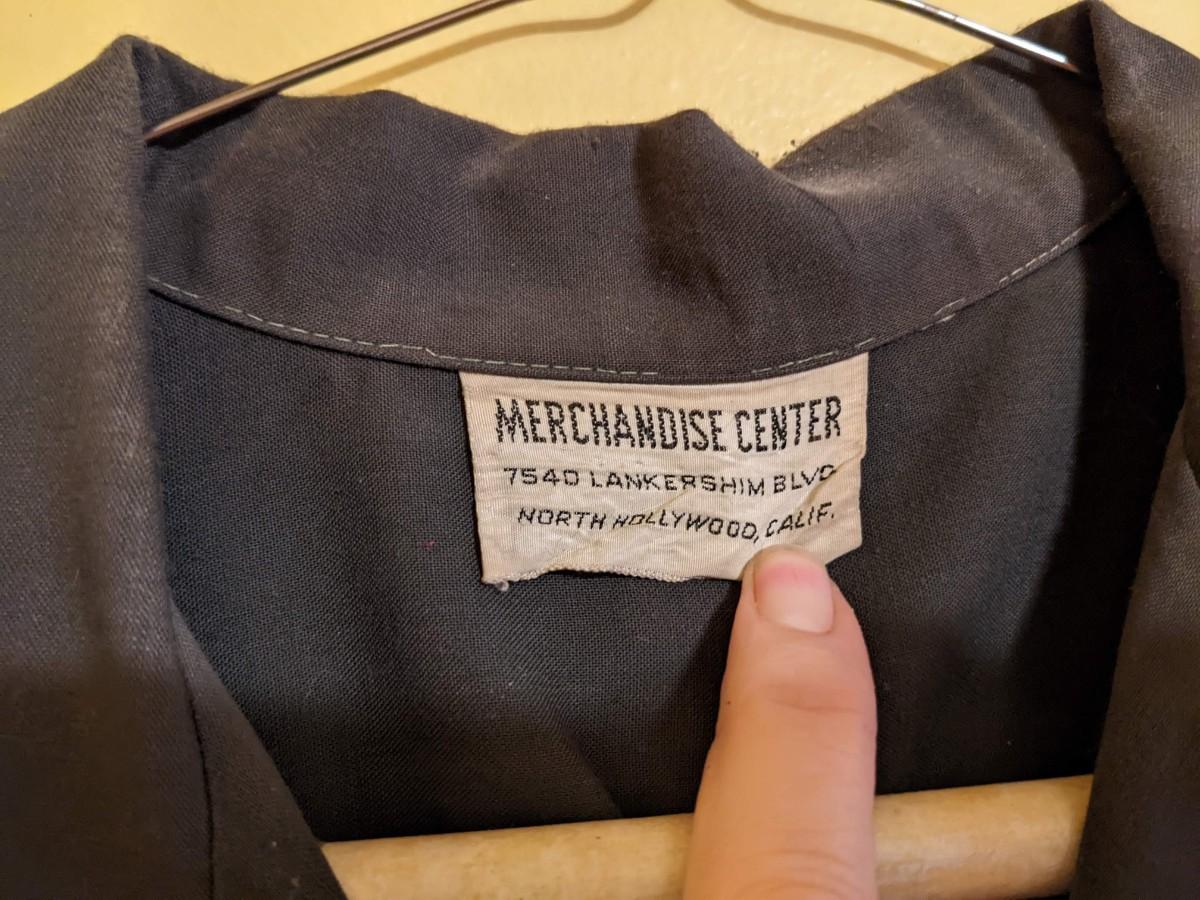 MERCHANDISE CENTER
7540 LANKERSHIM BLVD
NORTH HOLLYWOOD, CALIF.